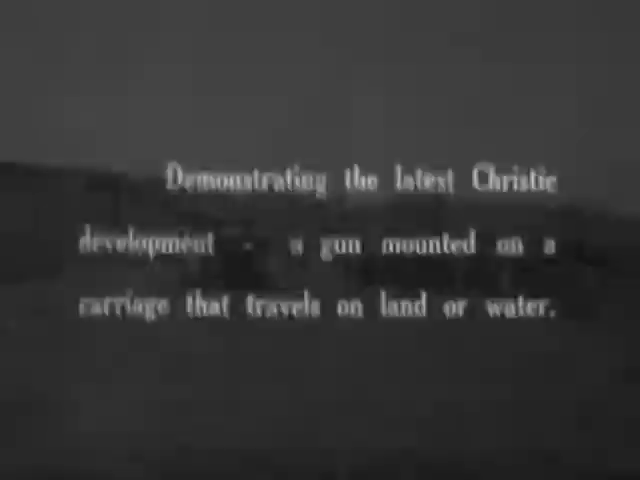 Demonstrating the latest Christie
development - a gun mounted on a
carriage that travels on land or water.